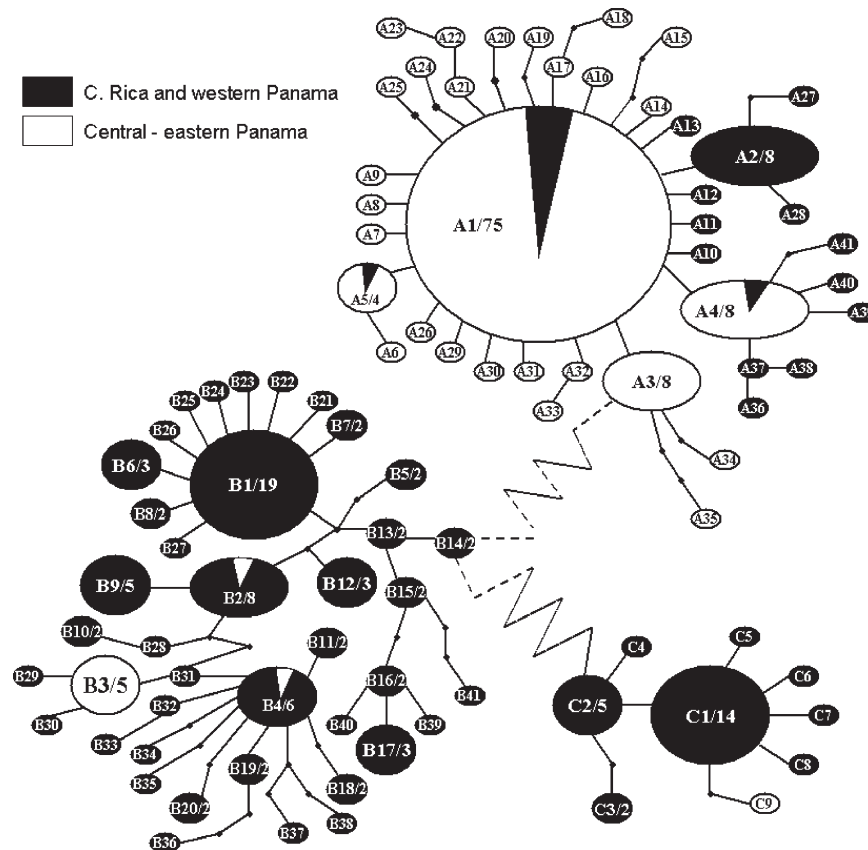 A18
A23
A22
A20
A19
A15
A24
A17
A16
A25
A21
C. Rica and western Panama
Central - eastern Panama
A14
A13
A27
A2/8
A9
A12
A28
A8
A1/75
A11
A7
A10
A41
A5/4
A40
A4/8
A26
A29
A6
A30
A31
A32
A37
A38
A3/8
A33
A36
B23
B22
B24
B25
B21
B26
B7/2
B6/3
A34
B1/19
B5/2
A35
B8/2
B27
B13/2
B14/2
B9/5
B2/8
B12/3
B15/2
B10/2
B28
B11/2
C4
C5
B29
B31
C6
B3/5
B16/2
B41
B32
B4/6
C2/5
C1/14
C7
B30
B40
B39
B33
B17/3
B34
C8
B35
B19/2
B18/2
B20/2
C3/2
C9
B38
B37
B36